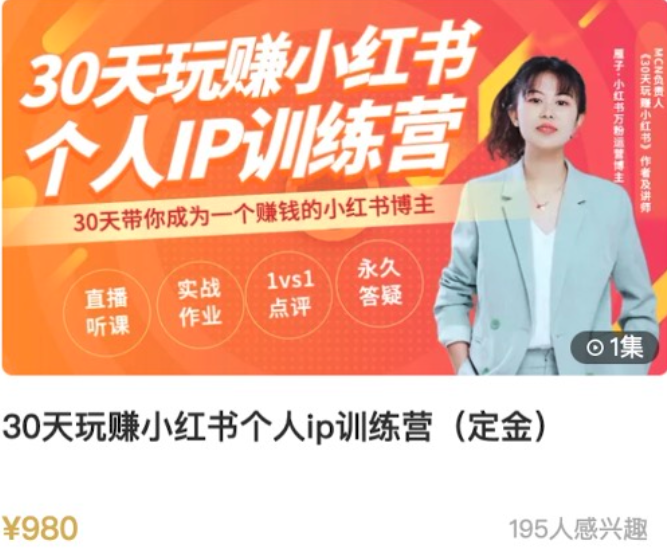 30天玩赚小红书
个人IP训练营
30天带你成为一个赚钱的小红书博主
直播
听课
实战
作业
1vs1
点评
永久
答疑
MCN负责人
《30天玩赚小红书》作者及讲师
雁子·小红书万粉运营博主
1集
30天玩赚小红书个人ip训练营（定金）
¥980
195人感兴趣